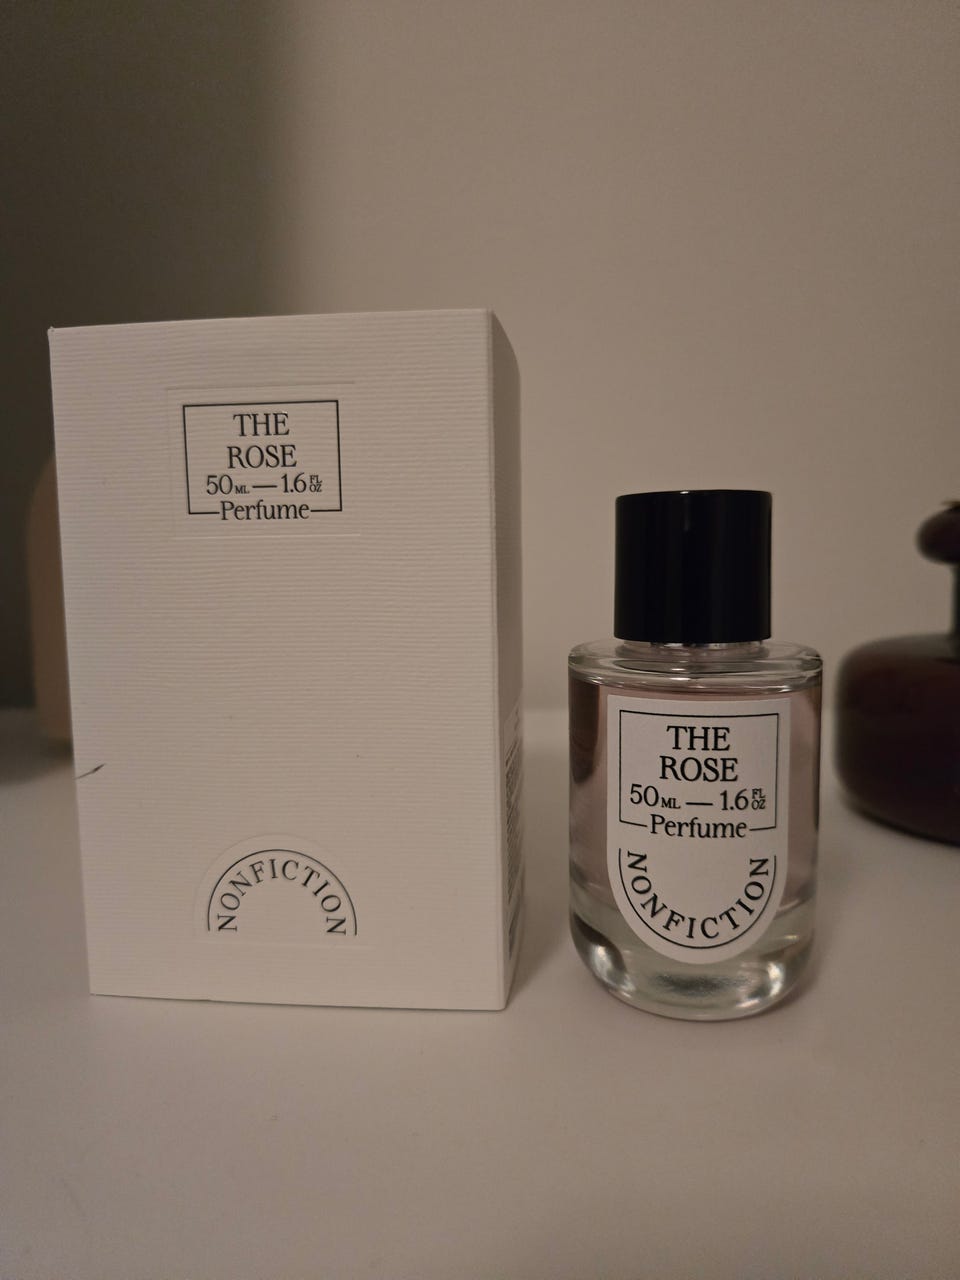 THE
ROSE
50ML — 1.6 FL OZ
Perfume
NONFICTION
THE
ROSE
50ML — 1.6 FL OZ
Perfume
NONFICTION